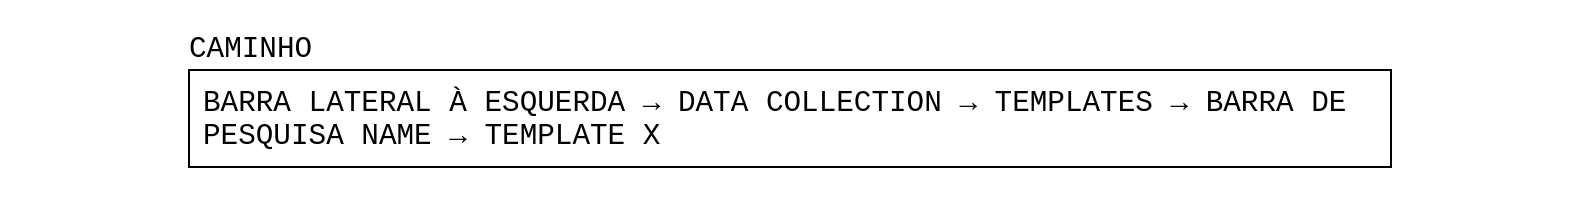 CAMINHO
BARRA LATERAL À ESQUERDA → DATA COLLECTION → TEMPLATES → BARRA DE
PESQUISA NAME → TEMPLATE X